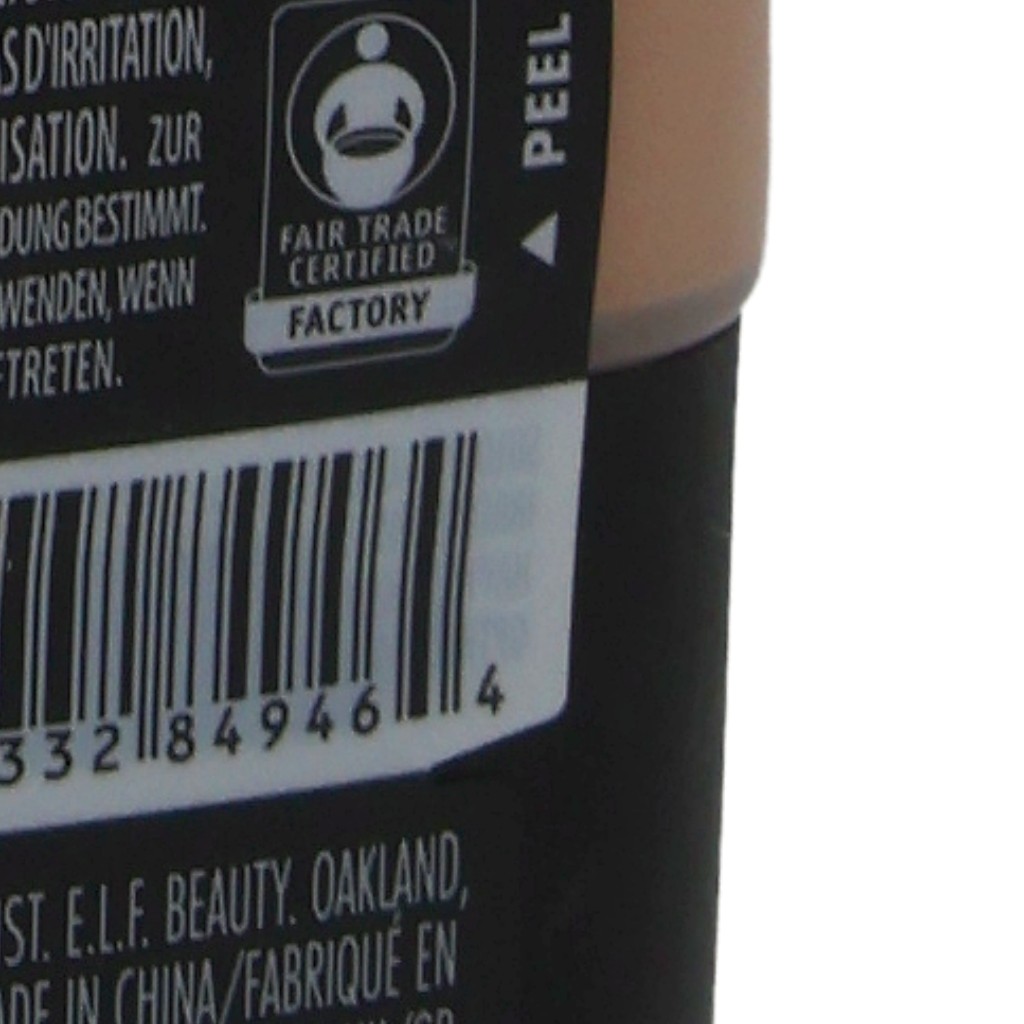 S D'IRRITATION,
ISATION. ZUR
DUNG BESTIMMT.
WENDEN, WENN
FTRETEN.
FAIR TRADE
CERTIFIED
FACTORY
PEEL
332 84946 4
ST. E.L.F. BEAUTY. OAKLAND,
ADE IN CHINA/FABRIQUÉ EN